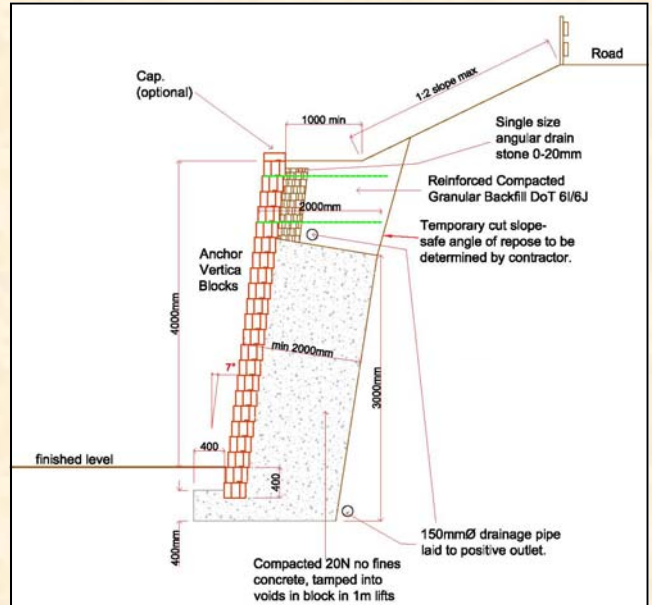 Cap.
(optional)
1000 min
1:2 slope max
Road
Single size
angular drain
stone 0-20mm
Reinforced Compacted
Granular Backfill DoT 6I/6J
2000mm
Temporary cut slope-
safe angle of repose to be
determined by contractor.
Anchor
Vertica
Blocks
4000mm
min 2000mm
7°
3000mm
400
finished level
400
400mm
150mmØ drainage pipe
laid to positive outlet.
Compacted 20N no fines
concrete, tamped into
voids in block in 1m lifts